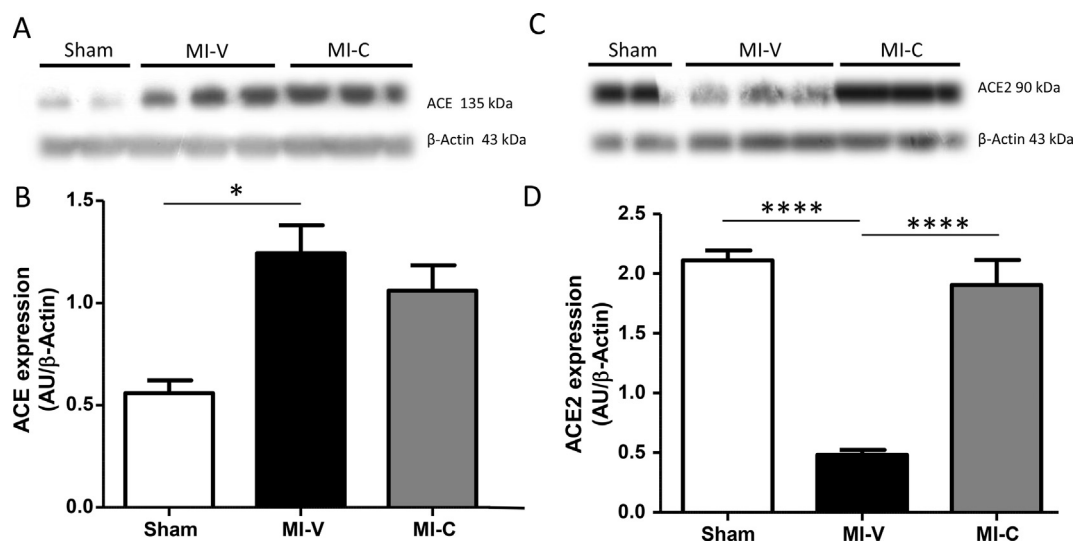 A
Sham MI-V MI-C
ACE 135 kDa
β-Actin 43 kDa
B
*
ACE expression
(AU/β-Actin)
1.5
1.0
0.5
0.0
Sham MI-V MI-C
C
Sham MI-V MI-C
ACE2 90 kDa
β-Actin 43 kDa
D
**** ****
ACE2 expression
(AU/β-Actin)
2.5
2.0
1.5
1.0
0.5
0.0
Sham MI-V MI-C